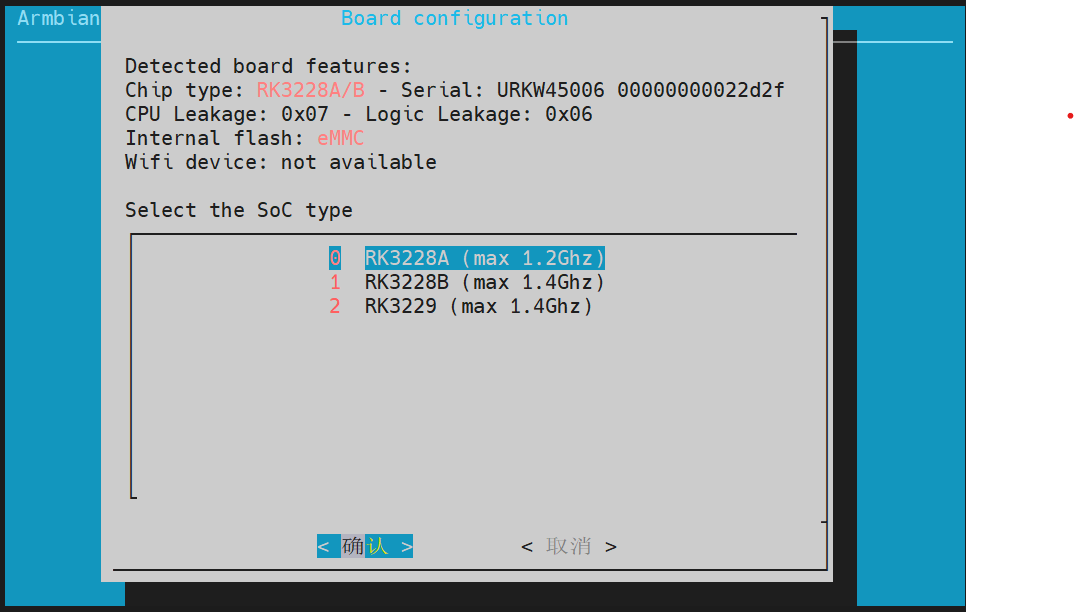 Armbian
Board configuration
Detected board features:
Chip type: RK3228A/B - Serial: URKW45006 00000000022d2f
CPU Leakage: 0x07 - Logic Leakage: 0x06
Internal flash: eMMC
Wifi device: not available
Select the SoC type
0 RK3228A (max 1.2Ghz)
1 RK3228B (max 1.4Ghz)
2 RK3229 (max 1.4Ghz)
< 确认 > < 取消 >